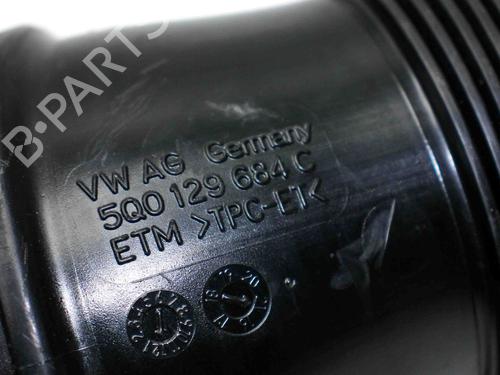 B-PARTS
VW AG Germany
5Q0 129 684 C
ETM >TPC-ET<